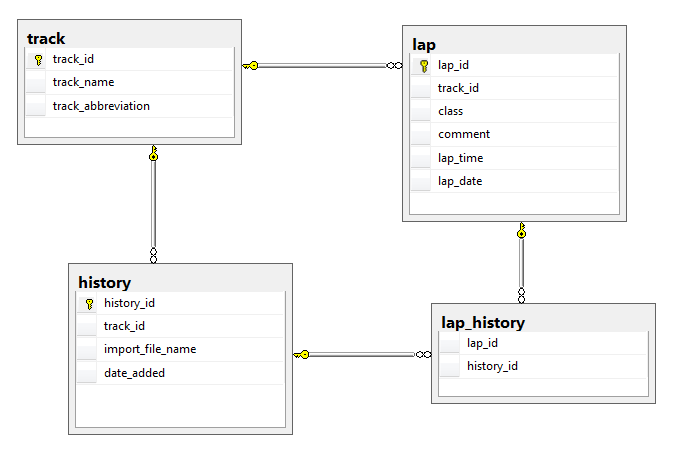 track
track_id
track_name
track_abbreviation
lap
lap_id
track_id
class
comment
lap_time
lap_date
history
history_id
track_id
import_file_name
date_added
lap_history
lap_id
history_id